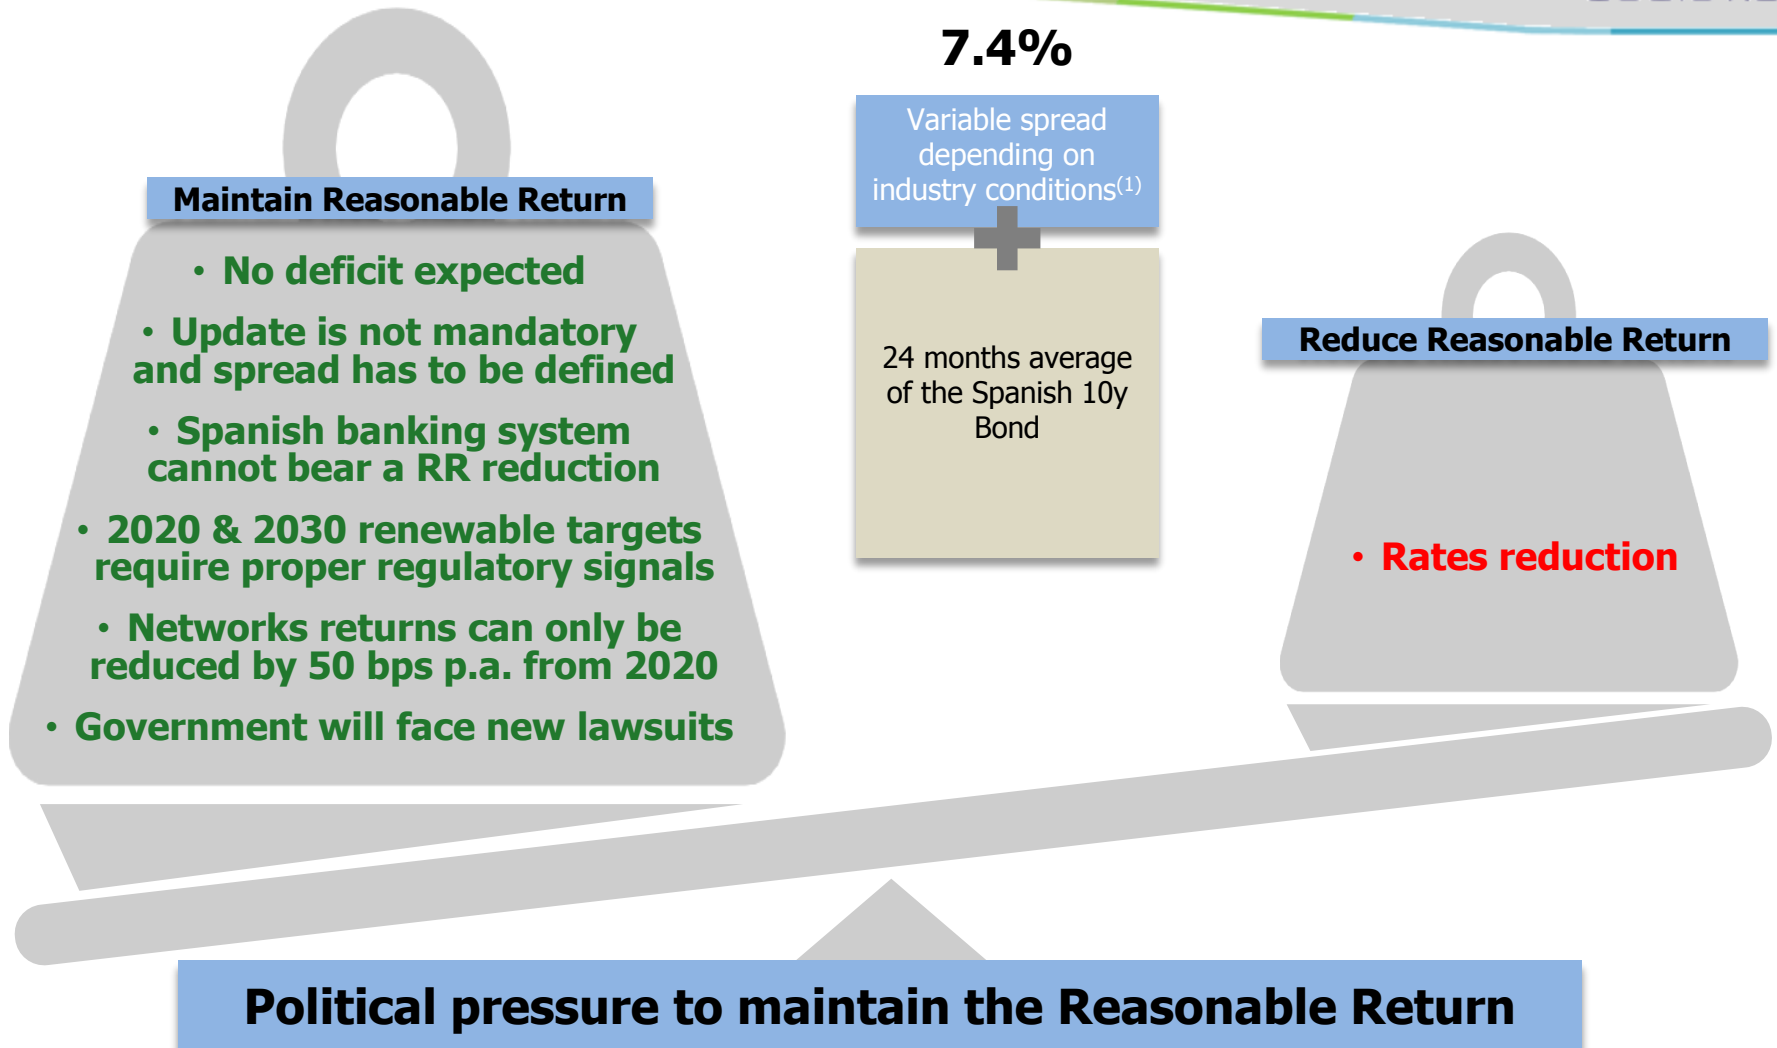 7.4%
Variable spread
depending on
industry conditions(1)
24 months average
of the Spanish 10y
Bond
Maintain Reasonable Return
• No deficit expected
• Update is not mandatory
and spread has to be defined
• Spanish banking system
cannot bear a RR reduction
• 2020 & 2030 renewable targets
require proper regulatory signals
• Networks returns can only be
reduced by 50 bps p.a. from 2020
• Government will face new lawsuits
Reduce Reasonable Return
• Rates reduction
Political pressure to maintain the Reasonable Return